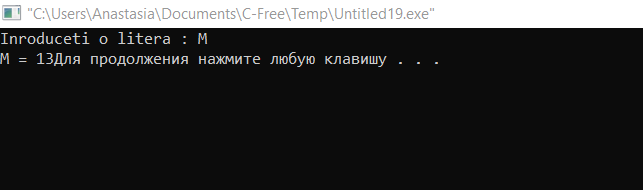 "C:\Users\Anastasia\Documents\C-Free\Temp\Untitled19.exe"
Inroduceti o litera : M
M = 13Для продолжения нажмите любую клавишу . . .